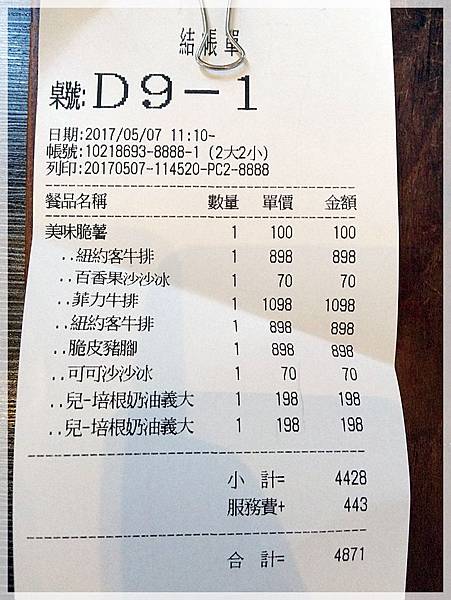 結帳單
桌號:D9-1
日期:2017/05/07 11:10~
帳號:10218693-8888-1 (2大2小)
列印:20170507-114520-PC2-8888
餐品名稱 數量 單價 金額
美味脆薯 1 100 100
..紐約客牛排 1 898 898
..百香果沙沙冰 1 70 70
..菲力牛排 1 1098 1098
..紐約客牛排 1 898 898
..脆皮豬腳 1 898 898
..可可沙沙冰 1 70 70
..兒-培根奶油義大 1 198 198
..兒-培根奶油義大 1 198 198
小 計= 4428
服務費+ 443
合 計= 4871